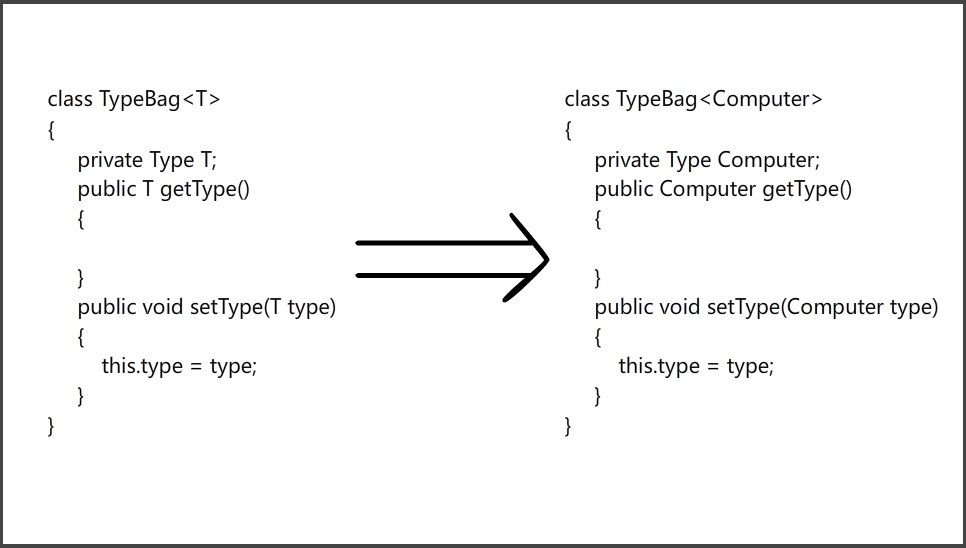 class TypeBag<T>
{
private Type T;
public T getType()
{
}
public void setType(T type)
{
this.type = type;
}
}
class TypeBag<Computer>
{
private Type Computer;
public Computer getType()
{
}
public void setType(Computer type)
{
this.type = type;
}
}